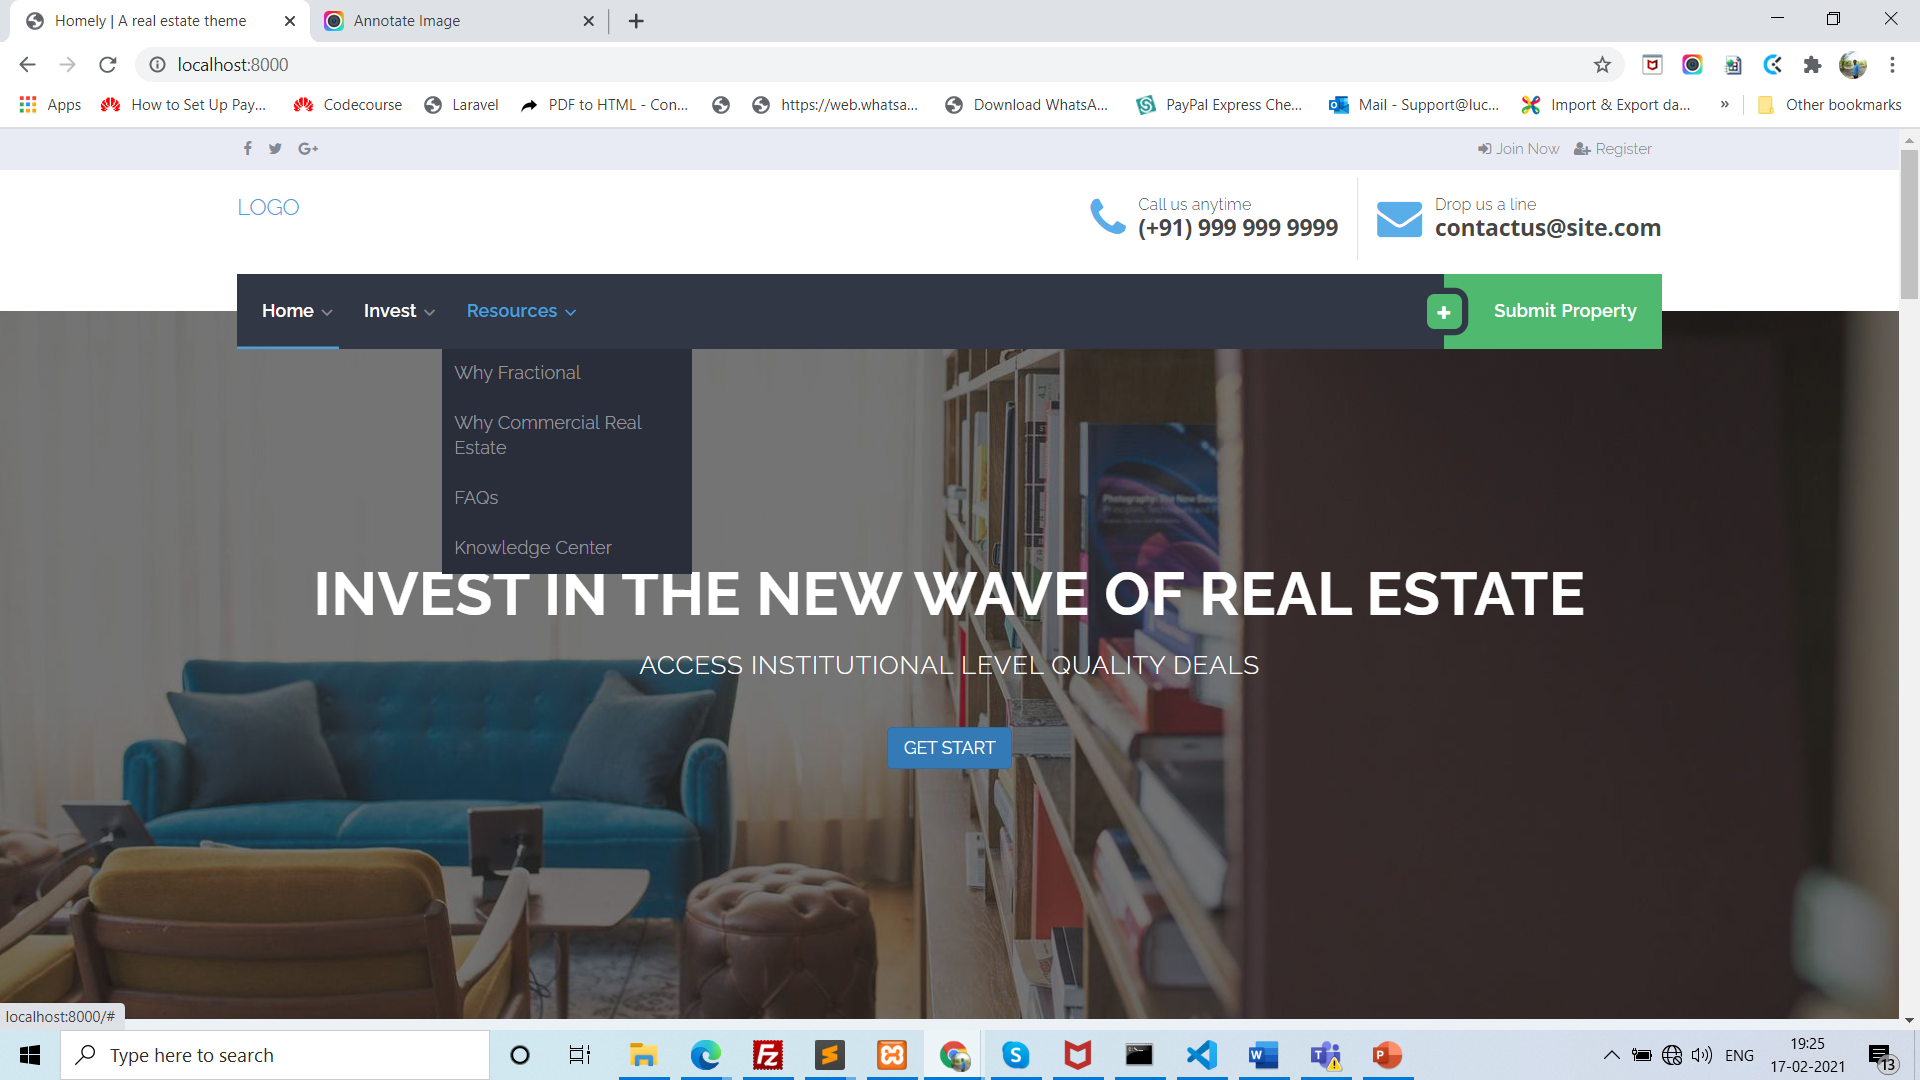 Homely | A real estate theme
Annotate Image
localhost:8000
Apps
How to Set Up Pay...
Codecourse
Laravel
PDF to HTML - Con...
https://web.whatsa...
Download WhatsA...
PayPal Express Che...
Mail - Support@luc...
Import & Export da...
»
Other bookmarks
Join Now
Register
LOGO
Call us anytime
(+91) 999 999 9999
Drop us a line
contactus@site.com
Home
Invest
Resources
Submit Property
Why Fractional
Why Commercial Real
Estate
FAQs
Knowledge Center
INVEST IN THE NEW WAVE OF REAL ESTATE
ACCESS INSTITUTIONAL LEVEL QUALITY DEALS
GET START
localhost:8000/#
Type here to search
ENG
19:25
17-02-2021
13